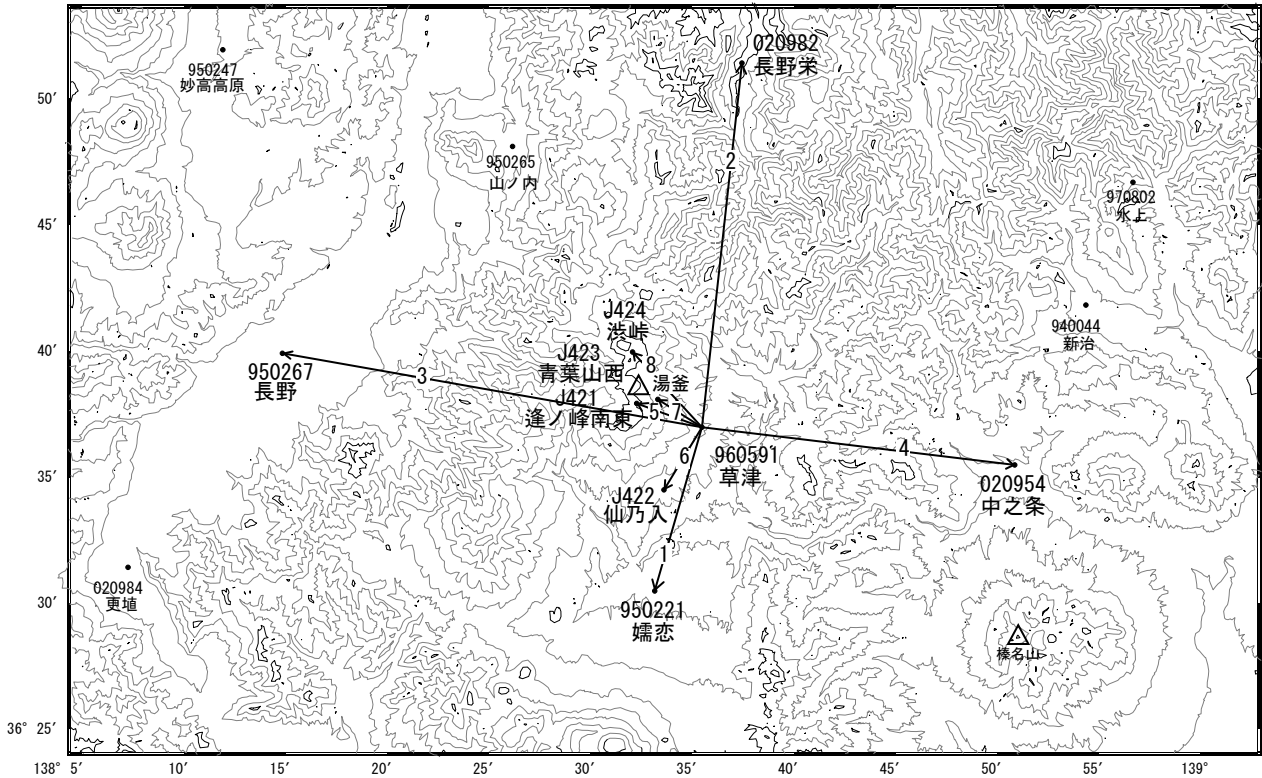 020982
長野栄
950247
妙高高原
50′
2
950265
山ノ内
970802
水上
45′
J424
渋峠
940044
新治
40′
J423
青葉山西
8
950267
長野
3
湯釜
J421
逢ノ峰南東
5
7
4
6
960591
草津
35′
020954
中之条
J422
仙乃入
1
020984
更埴
30′
950221
嬬恋
榛名山
36°
25′
138°
5′
10′
15′
20′
25′
30′
35′
40′
45′
50′
55′
139°